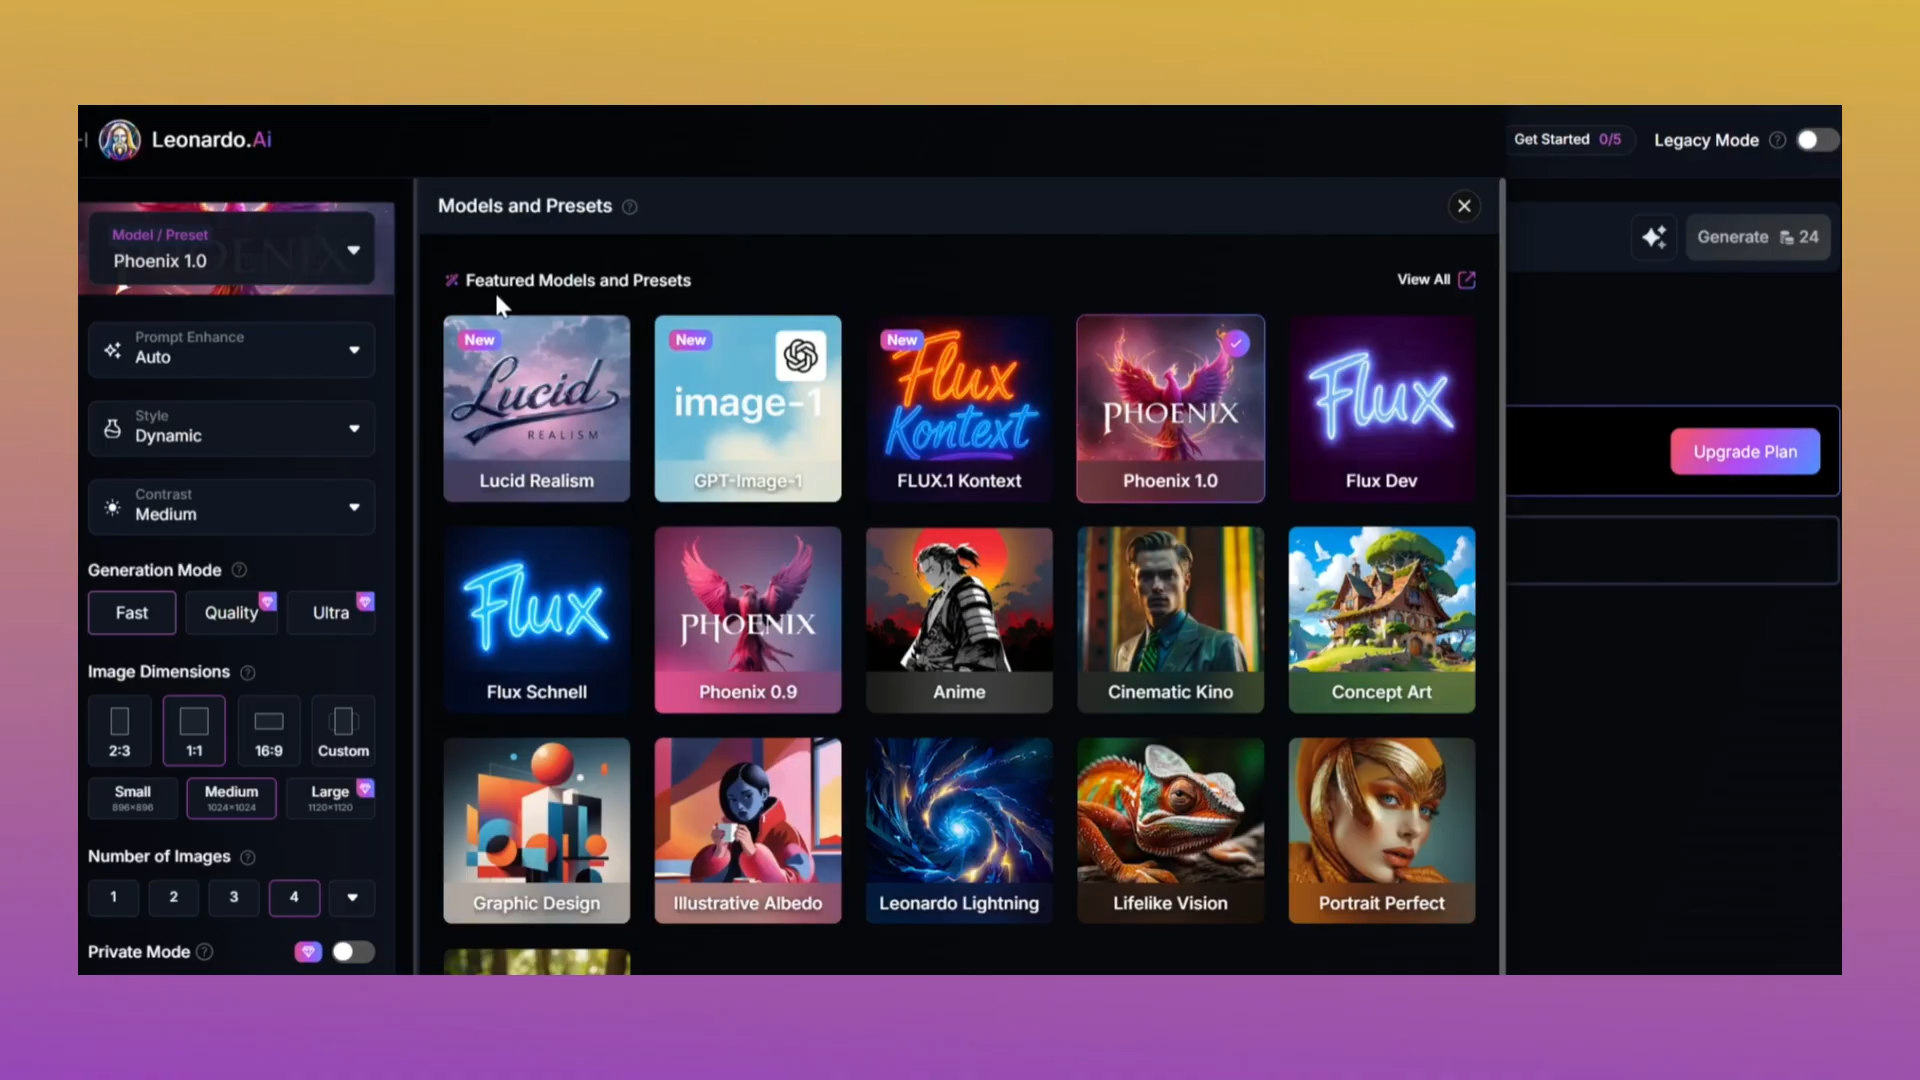 Leonardo.Ai
Get Started 0/5
Legacy Mode
Model / Preset
Phoenix 1.0
Prompt Enhance
Auto
Style
Dynamic
Contrast
Medium
Generation Mode
Fast
Quality
Ultra
Image Dimensions
2:3
1:1
16:9
Custom
Small
896×896
Medium
1024×1024
Large
1120×1120
Number of Images
1
2
3
4
Private Mode
Models and Presets
Featured Models and Presets
View All
New
Lucid
REALISM
Lucid Realism
New
image-1
GPT-Image-1
New
Flux
Kontext
FLUX.1 Kontext
PHOENIX
Phoenix 1.0
Flux
Flux Dev
Flux
Flux Schnell
PHOENIX
Phoenix 0.9
Anime
Cinematic Kino
Concept Art
Graphic Design
Illustrative Albedo
Leonardo Lightning
Lifelike Vision
Portrait Perfect
Generate 24
Upgrade Plan